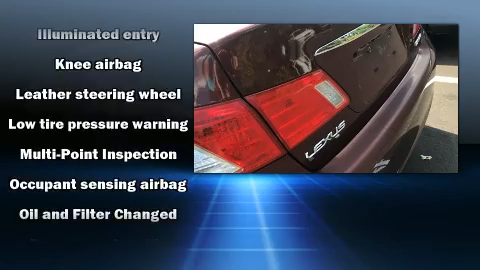 Illuminated entry
Knee airbag
Leather steering wheel
Low tire pressure warning
Multi-Point Inspection
Occupant sensing airbag
Oil and Filter Changed
LEXUS